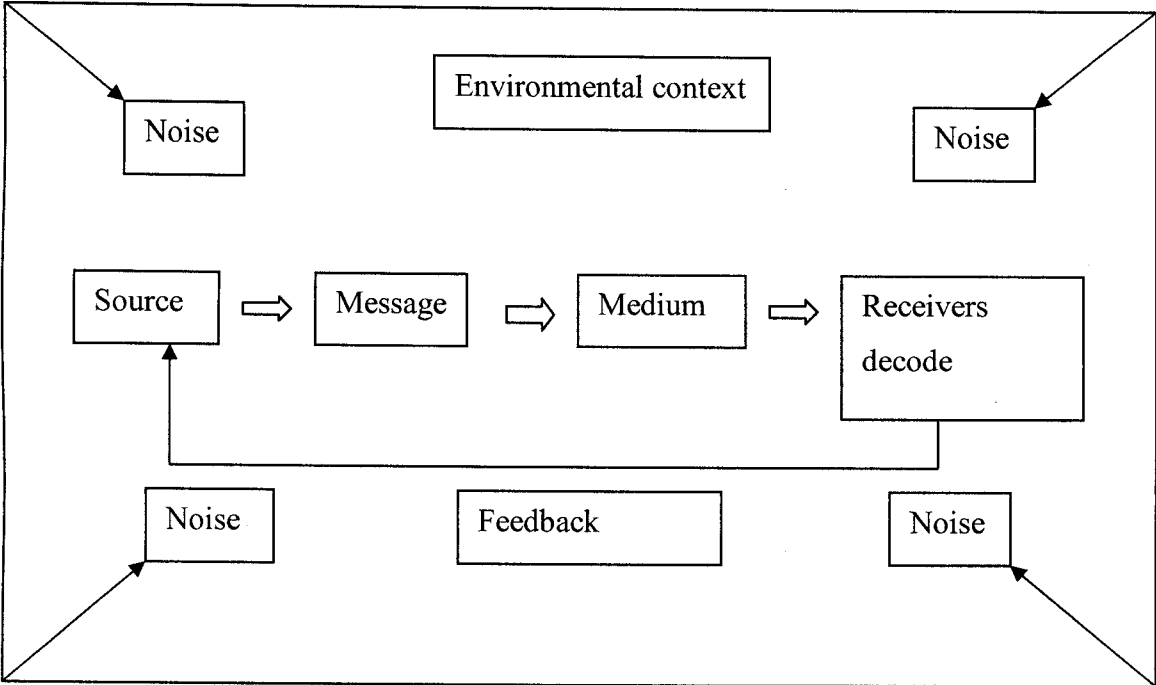 Environmental context
Noise
Noise
Source
Message
Medium
Receivers
decode
Noise
Feedback
Noise